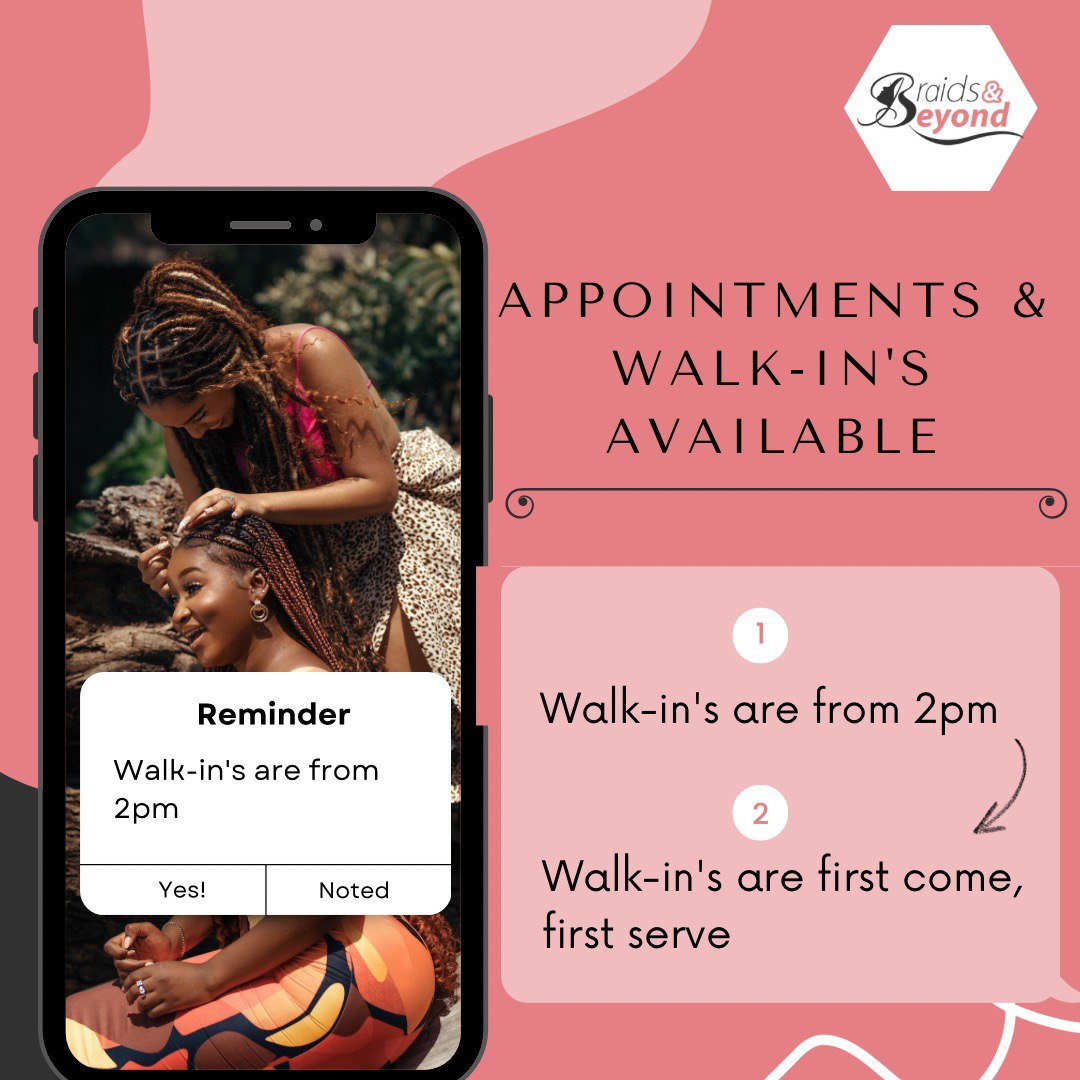 Braids&
Beyond
APPOINTMENTS &
WALK-IN'S
AVAILABLE
Reminder
Walk-in's are from
2pm
Yes! Noted
1
Walk-in's are from 2pm
2
Walk-in's are first come,
first serve